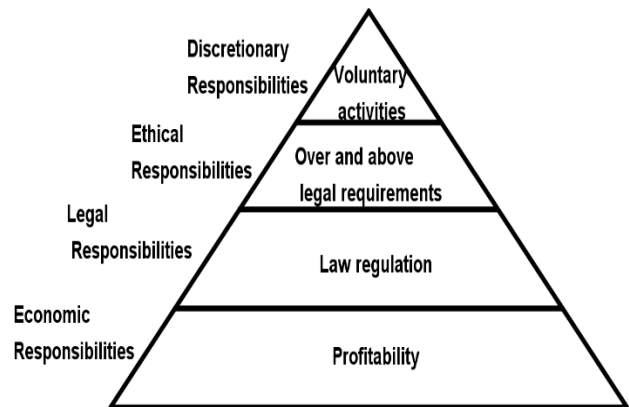 Discretionary
Responsibilities
Voluntary
activities
Ethical
Responsibilities
Over and above
legal requirements
Legal
Responsibilities
Law regulation
Economic
Responsibilities
Profitability